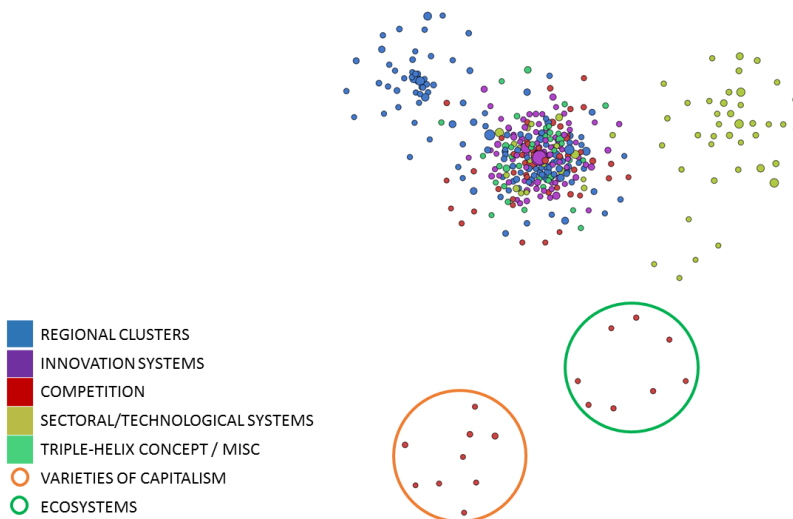 REGIONAL CLUSTERS
INNOVATION SYSTEMS
COMPETITION
SECTORAL/TECHNOLOGICAL SYSTEMS
TRIPLE-HELIX CONCEPT / MISC
VARIETIES OF CAPITALISM
ECOSYSTEMS